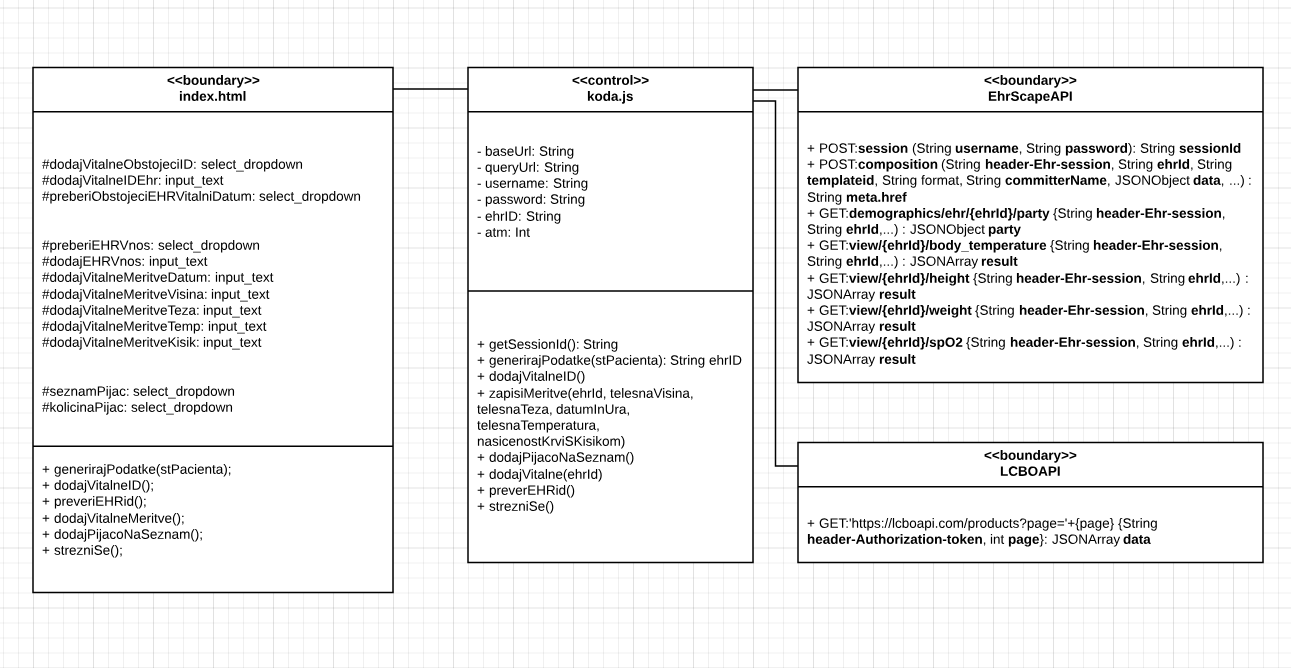 <<boundary>>
index.html
#dodajVitalneObstojeciID: select_dropdown
#dodajVitalneIDEhr: input_text
#preberiObstojeciEHRVitalniDatum: select_dropdown
#preberiEHRVnos: select_dropdown
#dodajEHRVnos: input_text
#dodajVitalneMeritveDatum: input_text
#dodajVitalneMeritveVisina: input_text
#dodajVitalneMeritveTeza: input_text
#dodajVitalneMeritveTemp: input_text
#dodajVitalneMeritveKisik: input_text
#seznamPijac: select_dropdown
#kolicinaPijac: select_dropdown
+ generirajPodatke(stPacienta);
+ dodajVitalneID();
+ preveriEHRid();
+ dodajVitalneMeritve();
+ dodajPijacoNaSeznam();
+ strezniSe();
<<control>>
koda.js
- baseUrl: String
- queryUrl: String
- username: String
- password: String
- ehrID: String
- atm: Int
+ getSessionId(): String
+ generirajPodatke(stPacienta): String ehrID
+ dodajVitalneID()
+ zapisiMeritve(ehrId, telesnaVisina,
telesnaTeza, datumInUra,
telesnaTemperatura,
nasicenostKrviSKisikom)
+ dodajPijacoNaSeznam()
+ dodajVitalne(ehrId)
+ preverEHRid()
+ strezniSe()
<<boundary>>
EhrScapeAPI
+ POST:session (String username, String password): String sessionId
+ POST:composition (String header-Ehr-session, String ehrId, String
templateid, String format, String committerName, JSONObject data, ...) :
String meta.href
+ GET:demographics/ehr/{ehrId}/party {String header-Ehr-session,
String ehrId,...) : JSONObject party
+ GET:view/{ehrId}/body_temperature {String header-Ehr-session,
String ehrId,...) : JSONArray result
+ GET:view/{ehrId}/height {String header-Ehr-session, String ehrId,...) :
JSONArray result
+ GET:view/{ehrId}/weight {String header-Ehr-session, String ehrId,...) :
JSONArray result
+ GET:view/{ehrId}/spO2 {String header-Ehr-session, String ehrId,...) :
JSONArray result
<<boundary>>
LCBOAPI
+ GET:'https://lcboapi.com/products?page='+{page} {String
header-Authorization-token, int page}: JSONArray data